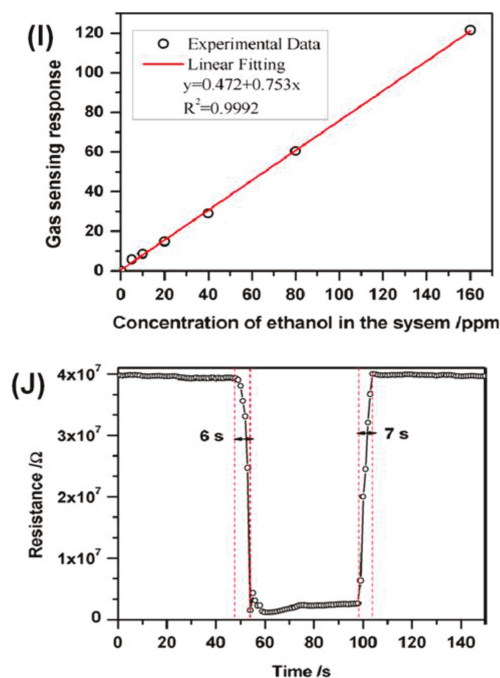 (I)
120
100
80
60
40
20
0
Gas sensing response
Experimental Data
Linear Fitting
y=0.472+0.753x
R²=0.9992
0 20 40 60 80 100 120 140 160
Concentration of ethanol in the sysem /ppm
(J)
4x10⁷
3x10⁷
2x10⁷
1x10⁷
0
Resistance /Ω
6 s
7 s
0 20 40 60 80 100 120 140
Time /s